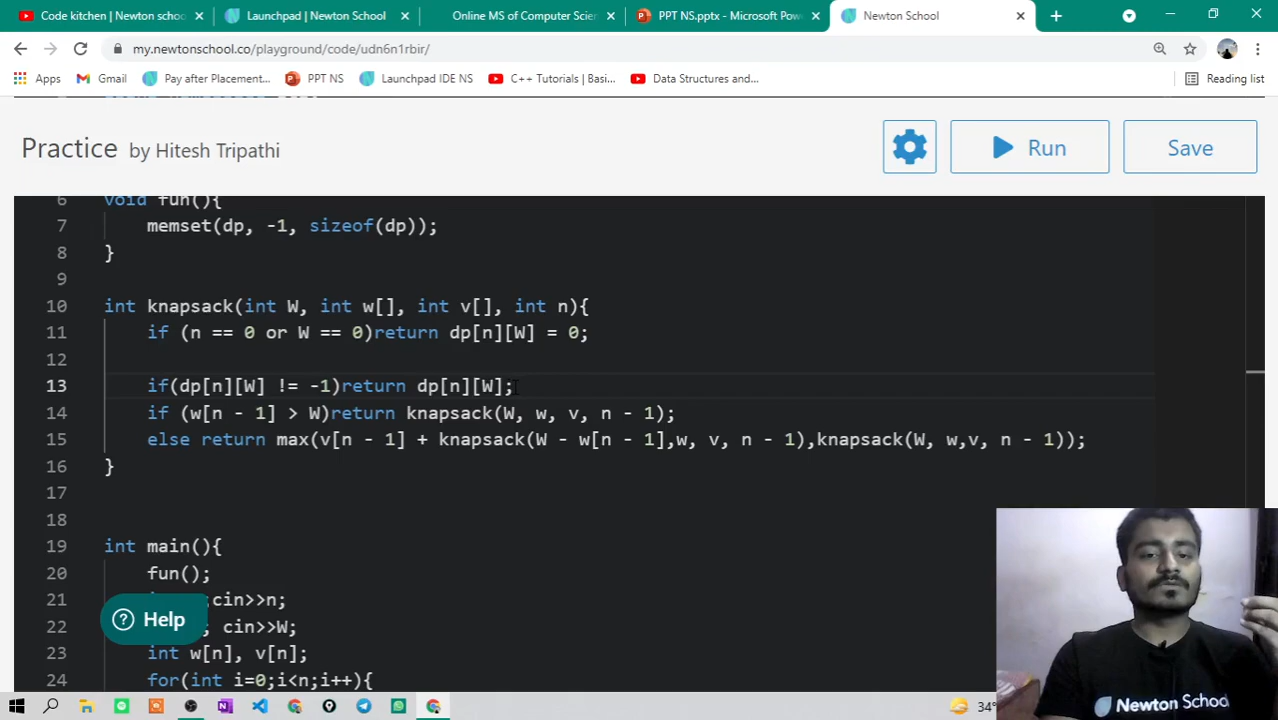 Code kitchen | Newton schoo
Launchpad | Newton School
Online MS of Computer Scien
PPT NS.pptx - Microsoft Pow
Newton School
my.newtonschool.co/playground/code/udn6n1rbir/
Apps
Gmail
Pay after Placement...
PPT NS
Launchpad IDE NS
C++ Tutorials | Basi...
Data Structures and...
Reading list
Practice by Hitesh Tripathi
Run
Save
6 void fun(){
7 memset(dp, -1, sizeof(dp));
8 }
9
10 int knapsack(int W, int w[], int v[], int n){
11 if (n == 0 or W == 0)return dp[n][W] = 0;
12
13 if(dp[n][W] != -1)return dp[n][W];
14 if (w[n - 1] > W)return knapsack(W, w, v, n - 1);
15 else return max(v[n - 1] + knapsack(W - w[n - 1],w, v, n - 1),knapsack(W, w,v, n - 1));
16 }
17
18
19 int main(){
20 fun();
21 ;cin>>n;
22 ; cin>>W;
23 int w[n], v[n];
24 for(int i=0;i<n;i++){
Help
Newton School
34°